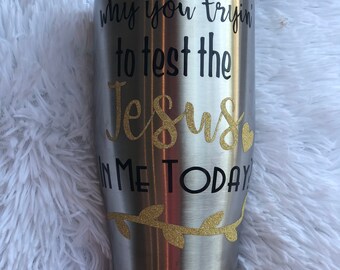 why you tryin'
to test the
Jesus
In Me Today?